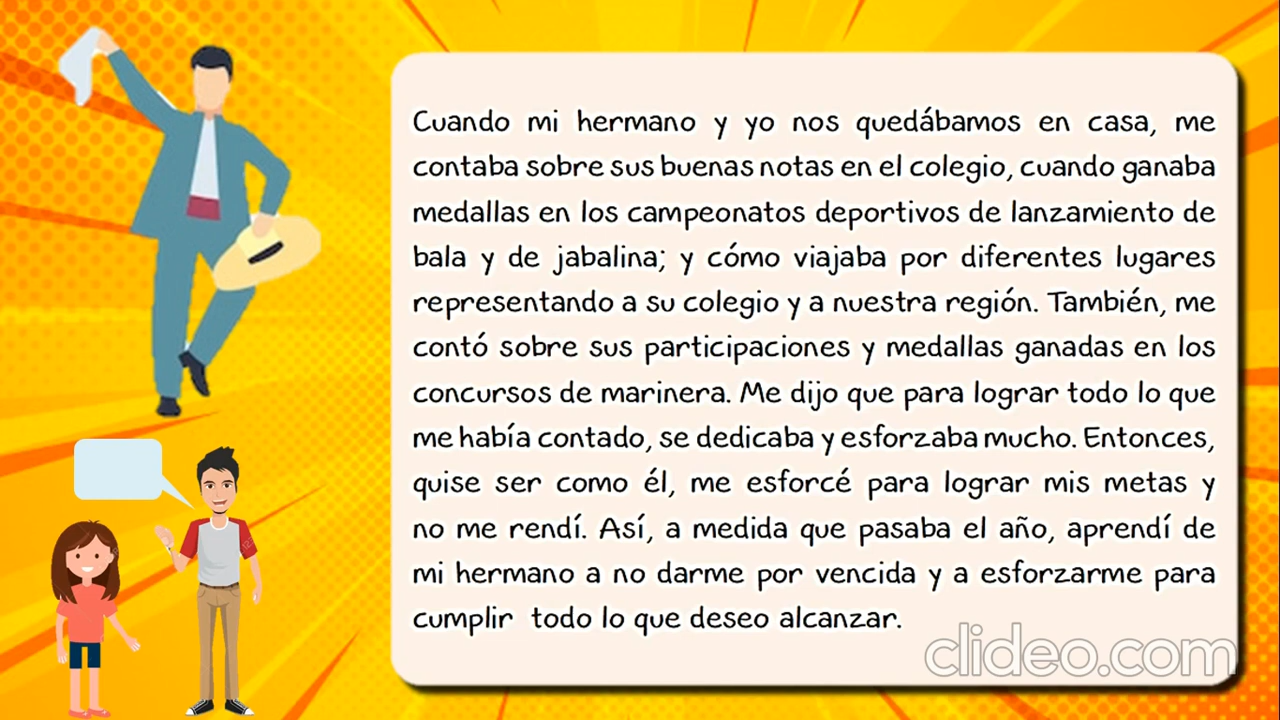 Cuando mi hermano y yo nos quedábamos en casa, me
contaba sobre sus buenas notas en el colegio, cuando ganaba
medallas en los campeonatos deportivos de lanzamiento de
bala y de jabalina; y cómo viajaba por diferentes lugares
representando a su colegio y a nuestra región. También, me
contó sobre sus participaciones y medallas ganadas en los
concursos de marinera. Me dijo que para lograr todo lo que
me había contado, se dedicaba y esforzaba mucho. Entonces,
quise ser como él, me esforcé para lograr mis metas y
no me rendí. Así, a medida que pasaba el año, aprendí de
mi hermano a no darme por vencida y a esforzarme para
cumplir todo lo que deseo alcanzar.
clideo.com